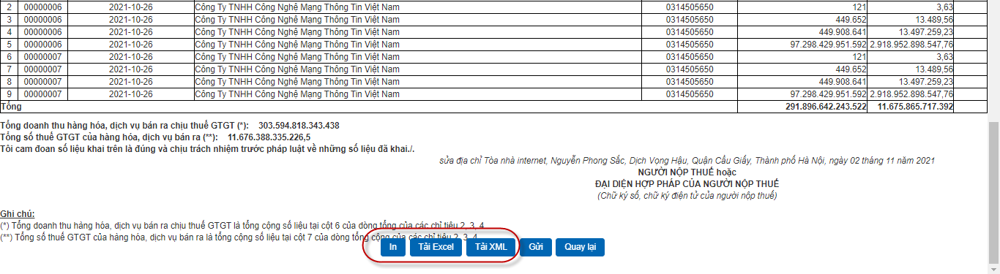 2 00000006 2021-10-26 Công Ty TNHH Công Nghệ Mạng Thông Tin Việt Nam 0314505650 121 3,63
3 00000006 2021-10-26 Công Ty TNHH Công Nghệ Mạng Thông Tin Việt Nam 0314505650 449.652 13.489,56
4 00000006 2021-10-26 Công Ty TNHH Công Nghệ Mạng Thông Tin Việt Nam 0314505650 449.908.641 13.497.259,23
5 00000006 2021-10-26 Công Ty TNHH Công Nghệ Mạng Thông Tin Việt Nam 0314505650 97.298.429.951.592 2.918.952.898.547,76
6 00000007 2021-10-26 Công Ty TNHH Công Nghệ Mạng Thông Tin Việt Nam 0314505650 121 3,63
7 00000007 2021-10-26 Công Ty TNHH Công Nghệ Mạng Thông Tin Việt Nam 0314505650 449.652 13.489,56
8 00000007 2021-10-26 Công Ty TNHH Công Nghệ Mạng Thông Tin Việt Nam 0314505650 449.908.641 13.497.259,23
9 00000007 2021-10-26 Công Ty TNHH Công Nghệ Mạng Thông Tin Việt Nam 0314505650 97.298.429.951.592 2.918.952.898.547,76
Tổng 291.896.642.243.522 11.675.865.717.392
Tổng doanh thu hàng hóa, dịch vụ bán ra chịu thuế GTGT (*): 303.594.818.343.438
Tổng số thuế GTGT của hàng hóa, dịch vụ bán ra (**): 11.676.388.335.226,5
Tôi cam đoan số liệu khai trên là đúng và chịu trách nhiệm trước pháp luật về những số liệu đã khai./.
sửa địa chỉ Tòa nhà internet, Nguyễn Phong Sắc, Dịch Vọng Hậu, Quận Cầu Giấy, Thành phố Hà Nội, ngày 02 tháng 11 năm 2021
NGƯỜI NỘP THUẾ hoặc
ĐẠI DIỆN HỢP PHÁP CỦA NGƯỜI NỘP THUẾ
(Chữ ký số, chữ ký điện tử của người nộp thuế)
Ghi chú:
(*) Tổng doanh thu hàng hóa, dịch vụ bán ra chịu thuế GTGT là tổng cộng số liệu tại cột 6 của dòng tổng của các chỉ tiêu 2, 3, 4
(**) Tổng số thuế GTGT của hàng hóa, dịch vụ bán ra là tổng cộng số liệu tại cột 7 của dòng tổng cộng của các chỉ tiêu 2, 3, 4
In Tải Excel Tải XML Gửi Quay lại